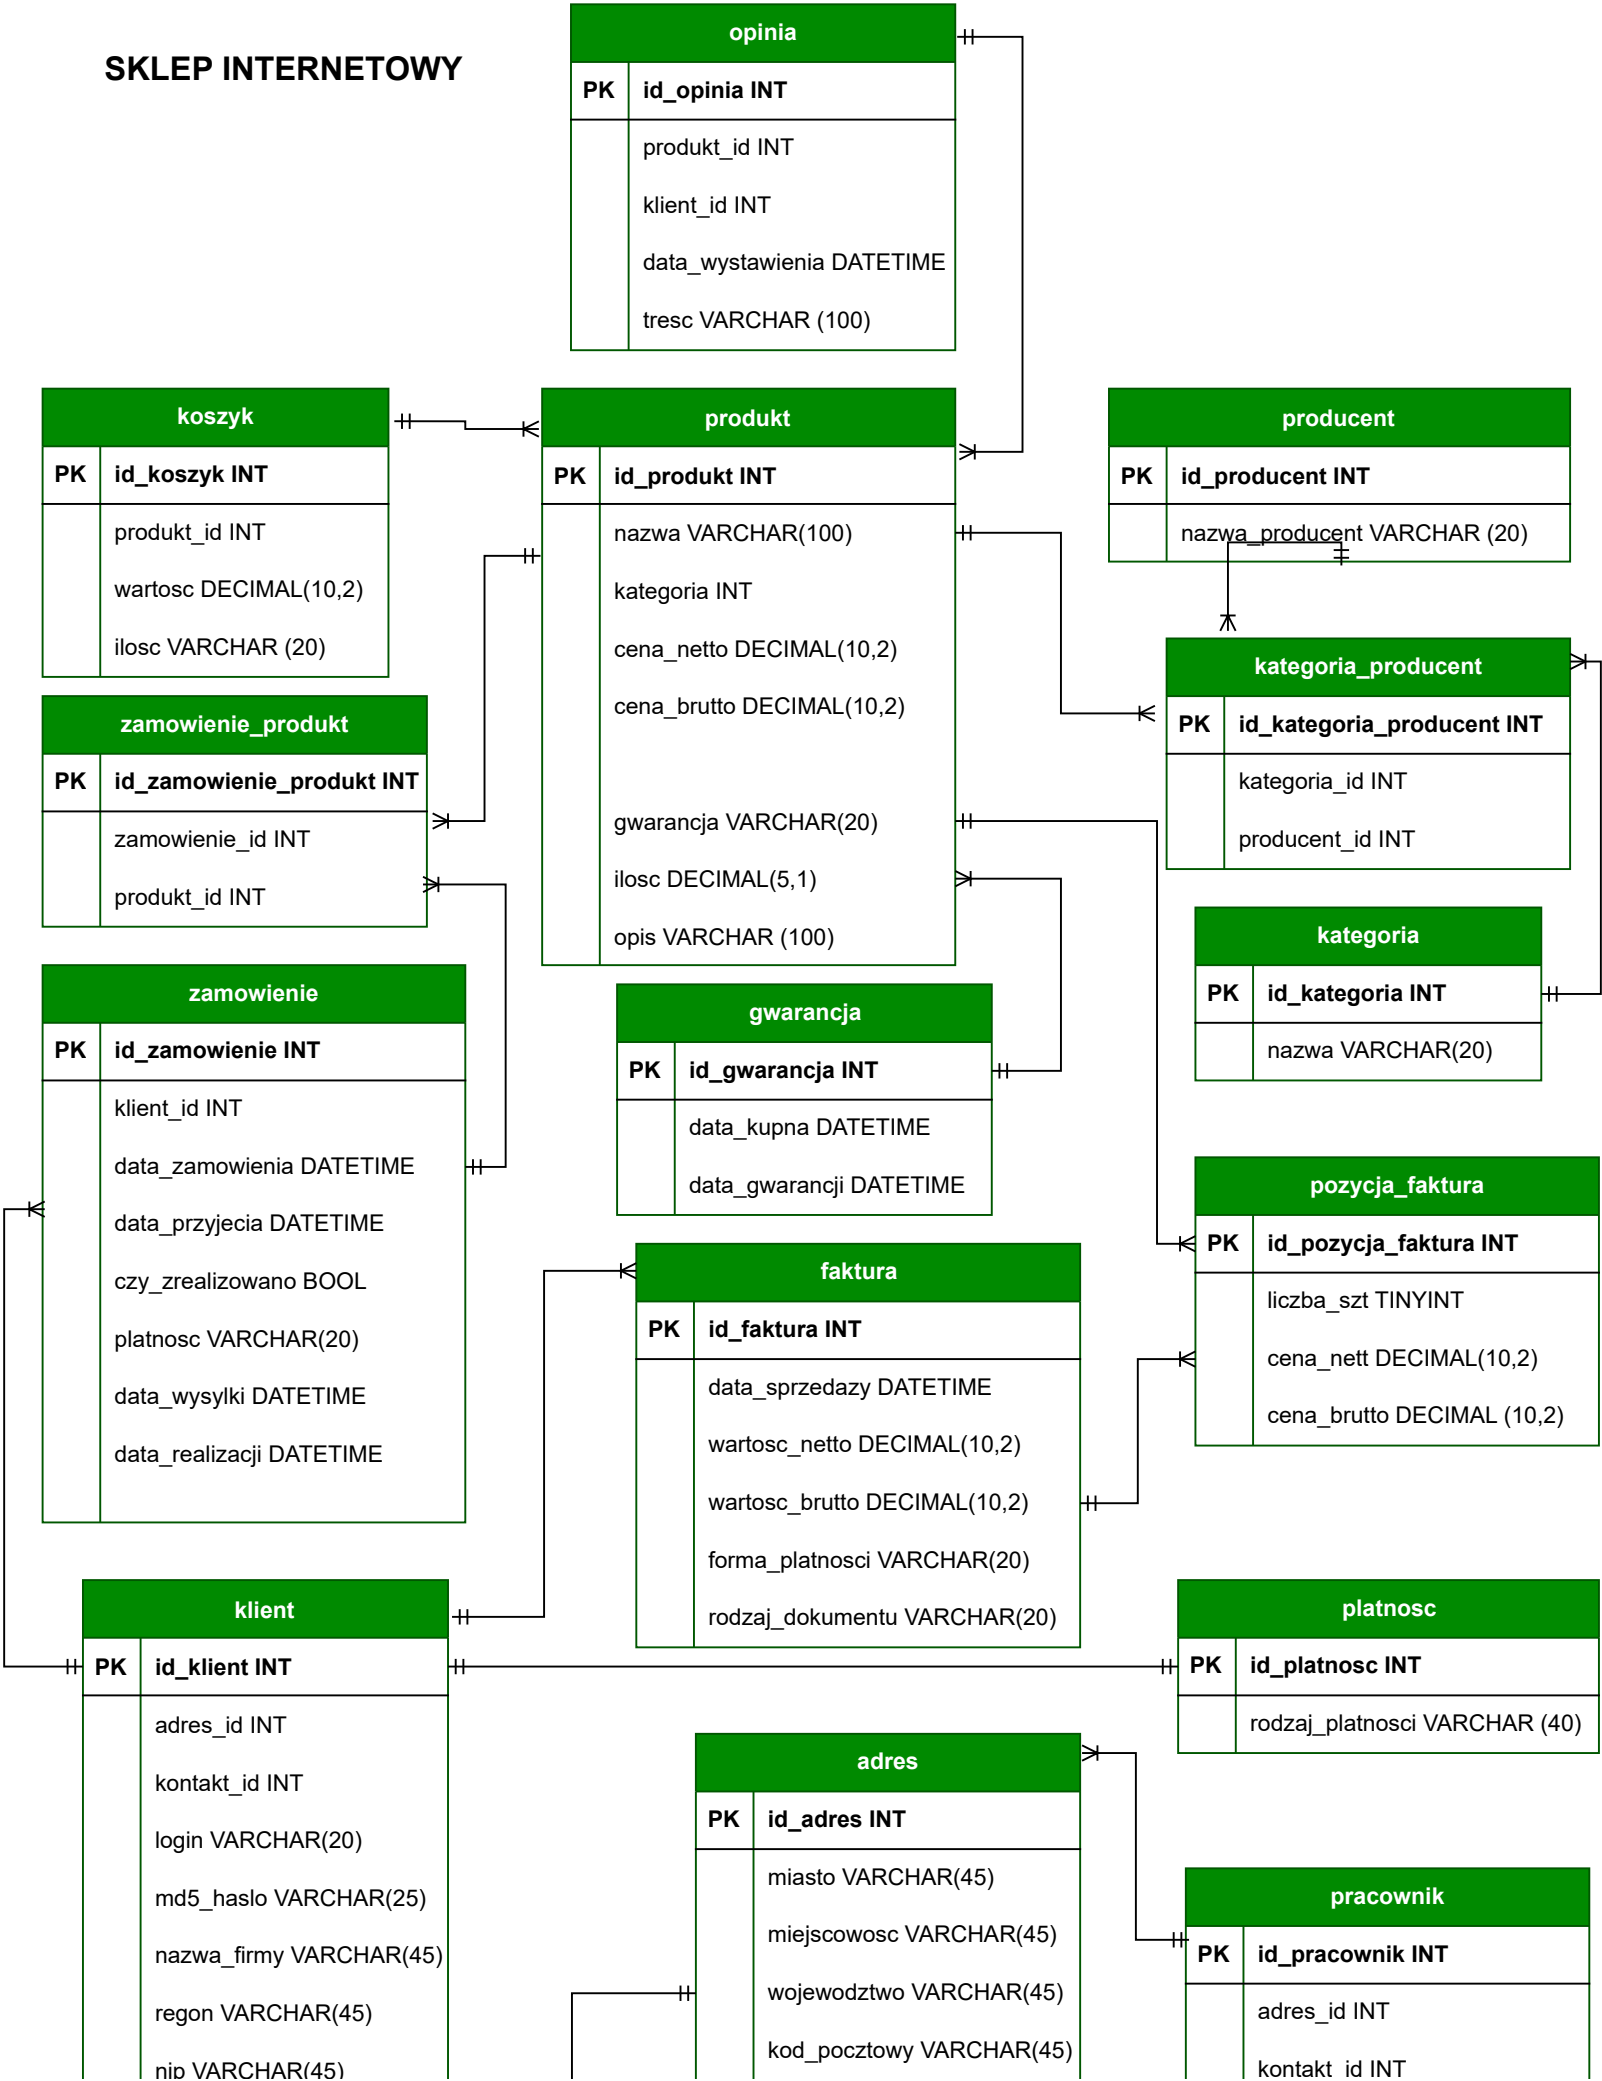 SKLEP INTERNETOWY
opinia
PK id_opinia INT
produkt_id INT
klient_id INT
data_wystawienia DATETIME
tresc VARCHAR (100)
koszyk
PK id_koszyk INT
produkt_id INT
wartosc DECIMAL(10,2)
ilosc VARCHAR (20)
produkt
PK id_produkt INT
nazwa VARCHAR(100)
kategoria INT
cena_netto DECIMAL(10,2)
cena_brutto DECIMAL(10,2)
gwarancja VARCHAR(20)
ilosc DECIMAL(5,1)
opis VARCHAR (100)
producent
PK id_producent INT
nazwa_producent VARCHAR (20)
kategoria_producent
PK id_kategoria_producent INT
kategoria_id INT
producent_id INT
zamowienie_produkt
PK id_zamowienie_produkt INT
zamowienie_id INT
produkt_id INT
kategoria
PK id_kategoria INT
nazwa VARCHAR(20)
zamowienie
PK id_zamowienie INT
klient_id INT
data_zamowienia DATETIME
data_przyjecia DATETIME
czy_zrealizowano BOOL
platnosc VARCHAR(20)
data_wysylki DATETIME
data_realizacji DATETIME
gwarancja
PK id_gwarancja INT
data_kupna DATETIME
data_gwarancji DATETIME
pozycja_faktura
PK id_pozycja_faktura INT
liczba_szt TINYINT
cena_nett DECIMAL(10,2)
cena_brutto DECIMAL (10,2)
faktura
PK id_faktura INT
data_sprzedazy DATETIME
wartosc_netto DECIMAL(10,2)
wartosc_brutto DECIMAL(10,2)
forma_platnosci VARCHAR(20)
rodzaj_dokumentu VARCHAR(20)
klient
PK id_klient INT
adres_id INT
kontakt_id INT
login VARCHAR(20)
md5_haslo VARCHAR(25)
nazwa_firmy VARCHAR(45)
regon VARCHAR(45)
nip VARCHAR(45)
platnosc
PK id_platnosc INT
rodzaj_platnosci VARCHAR (40)
adres
PK id_adres INT
miasto VARCHAR(45)
miejscowosc VARCHAR(45)
wojewodztwo VARCHAR(45)
kod_pocztowy VARCHAR(45)
pracownik
PK id_pracownik INT
adres_id INT
kontakt_id INT